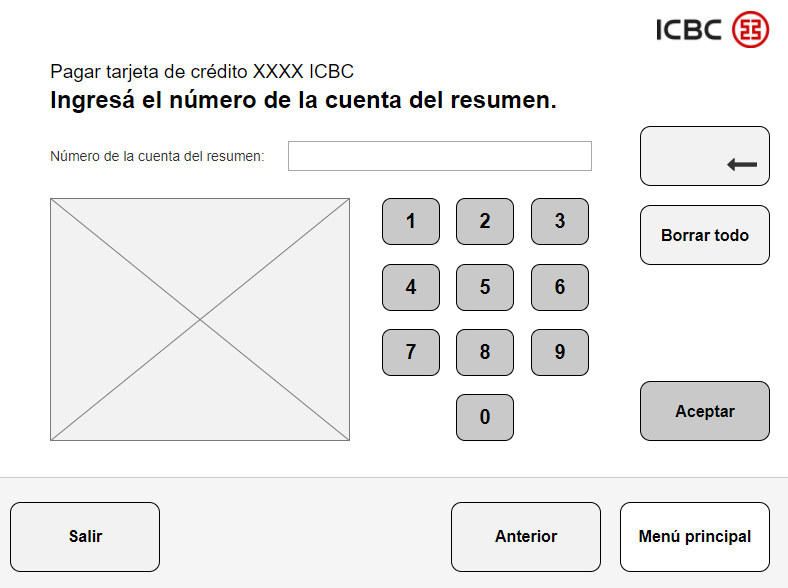 ICBC
Pagar tarjeta de crédito XXXX ICBC
Ingresá el número de la cuenta del resumen.
Número de la cuenta del resumen:
1 2 3
Borrar todo
4 5 6
7 8 9
Aceptar
0
Salir
Anterior
Menú principal